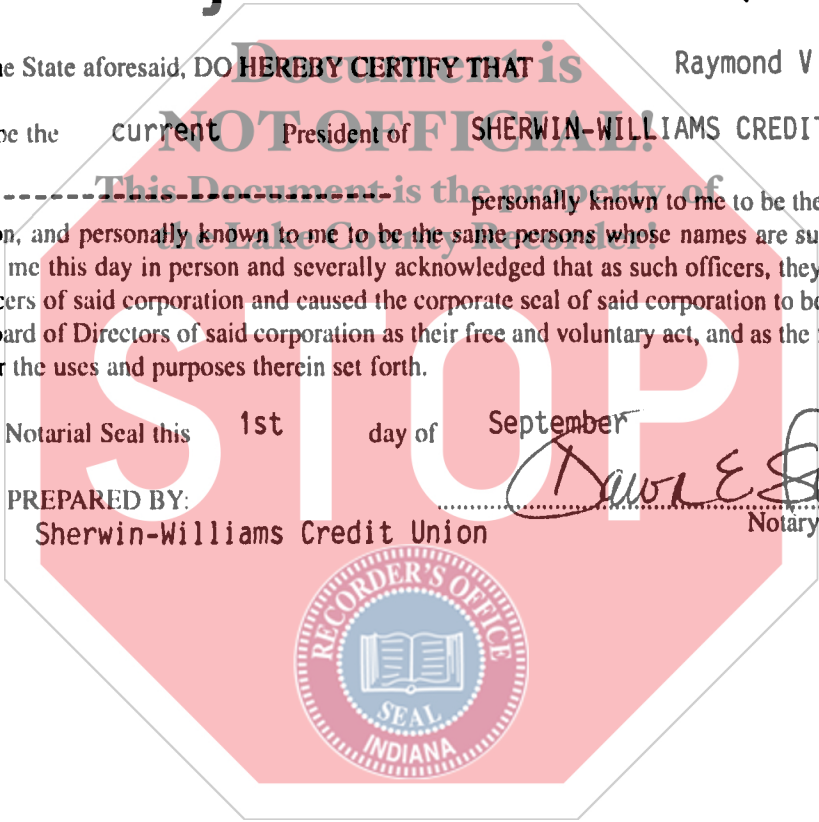 Document is
NOT OFFICIAL!
This Document is the property of
the Lake County Recorder!
STOP
e State aforesaid, DO HEREBY CERTIFY THAT Raymond V
be the current President of SHERWIN-WILLIAMS CREDIT
personally known to me to be the
on, and personally known to me to be the same persons whose names are su
me this day in person and severally acknowledged that as such officers, they
cers of said corporation and caused the corporate seal of said corporation to be
ard of Directors of said corporation as their free and voluntary act, and as the
r the uses and purposes therein set forth.
Notarial Seal this 1st day of September
Dawn E
PREPARED BY:
Notary
Sherwin-Williams Credit Union
RECORDER'S OFFICE
SEAL
INDIANA